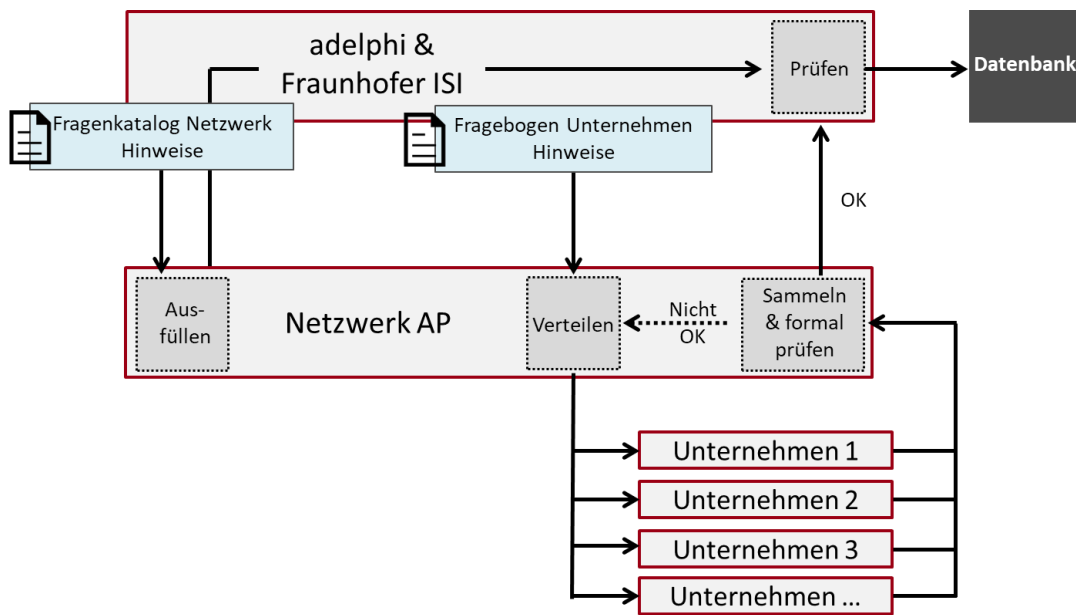 adelphi &
Fraunhofer ISI
Prüfen
Datenbank
Fragenkatalog Netzwerk
Hinweise
Fragebogen Unternehmen
Hinweise
OK
Aus-
füllen
Netzwerk AP
Verteilen
Nicht
OK
Sammeln
& formal
prüfen
Unternehmen 1
Unternehmen 2
Unternehmen 3
Unternehmen ...